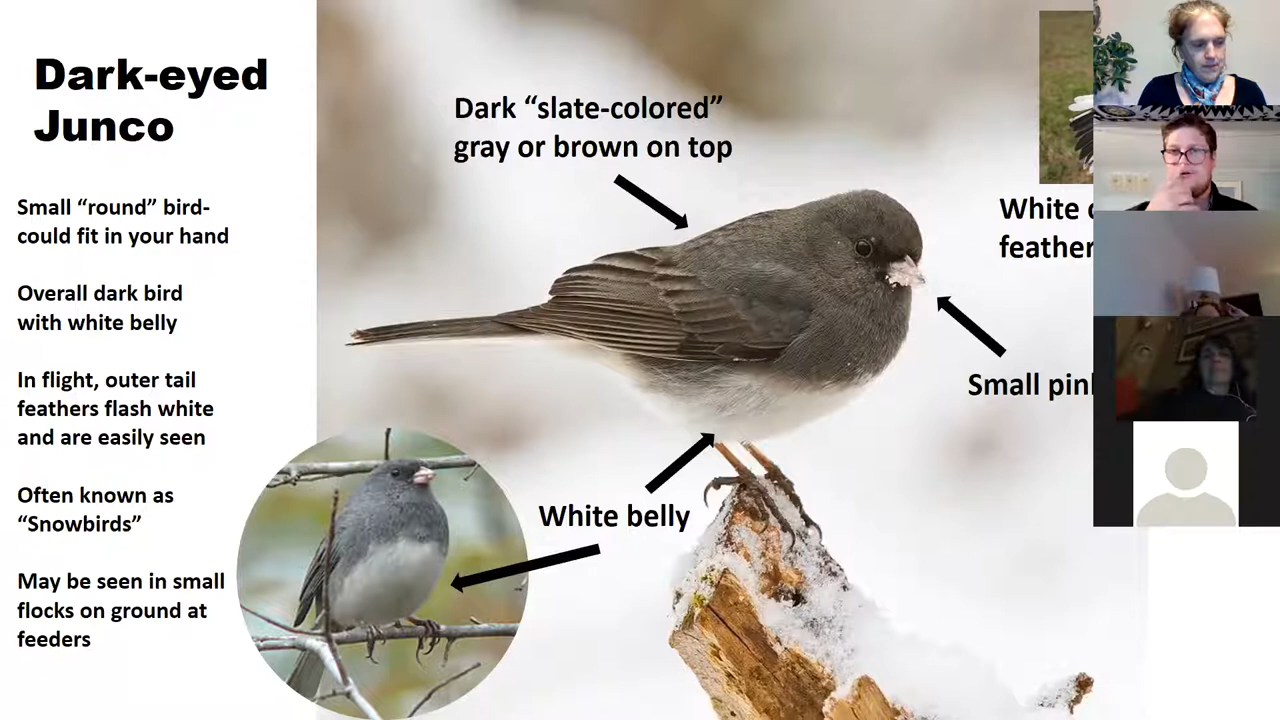 Dark-eyed
Junco
Small “round” bird-
could fit in your hand
Overall dark bird
with white belly
In flight, outer tail
feathers flash white
and are easily seen
Often known as
“Snowbirds”
May be seen in small
flocks on ground at
feeders
Dark “slate-colored”
gray or brown on top
White
Small
White belly